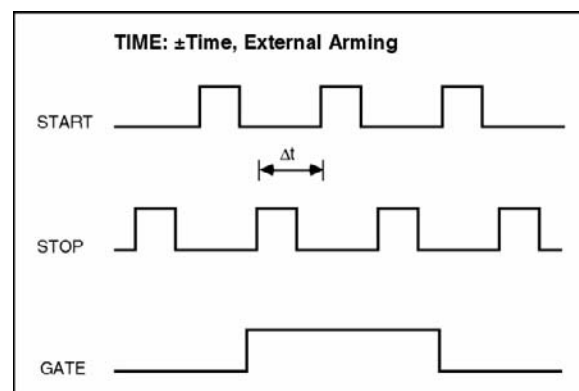 TIME: ±Time, External Arming
START
Δt
STOP
GATE